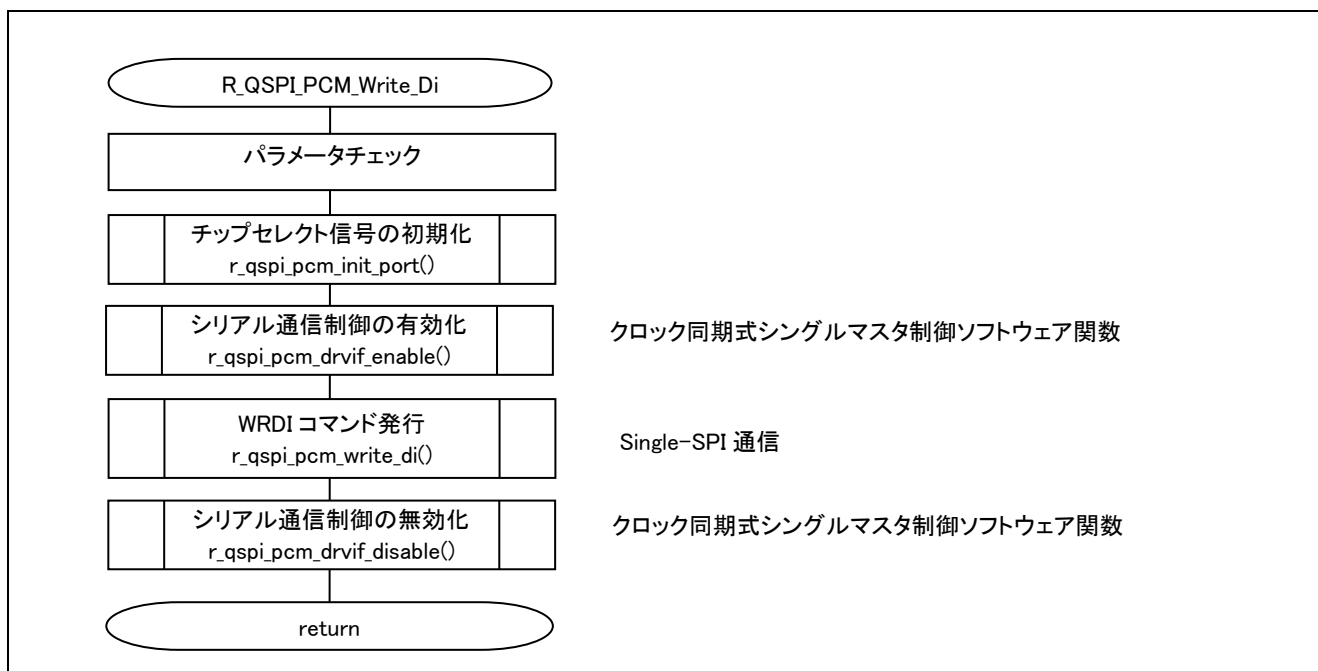 R_QSPI_PCM_Write_Di
パラメータチェック
チップセレクト信号の初期化
r_qspi_pcm_init_port()
シリアル通信制御の有効化
r_qspi_pcm_drvif_enable()
クロック同期式シングルマスタ制御ソフトウェア関数
WRDI コマンド発行
r_qspi_pcm_write_di()
Single-SPI 通信
シリアル通信制御の無効化
r_qspi_pcm_drvif_disable()
クロック同期式シングルマスタ制御ソフトウェア関数
return